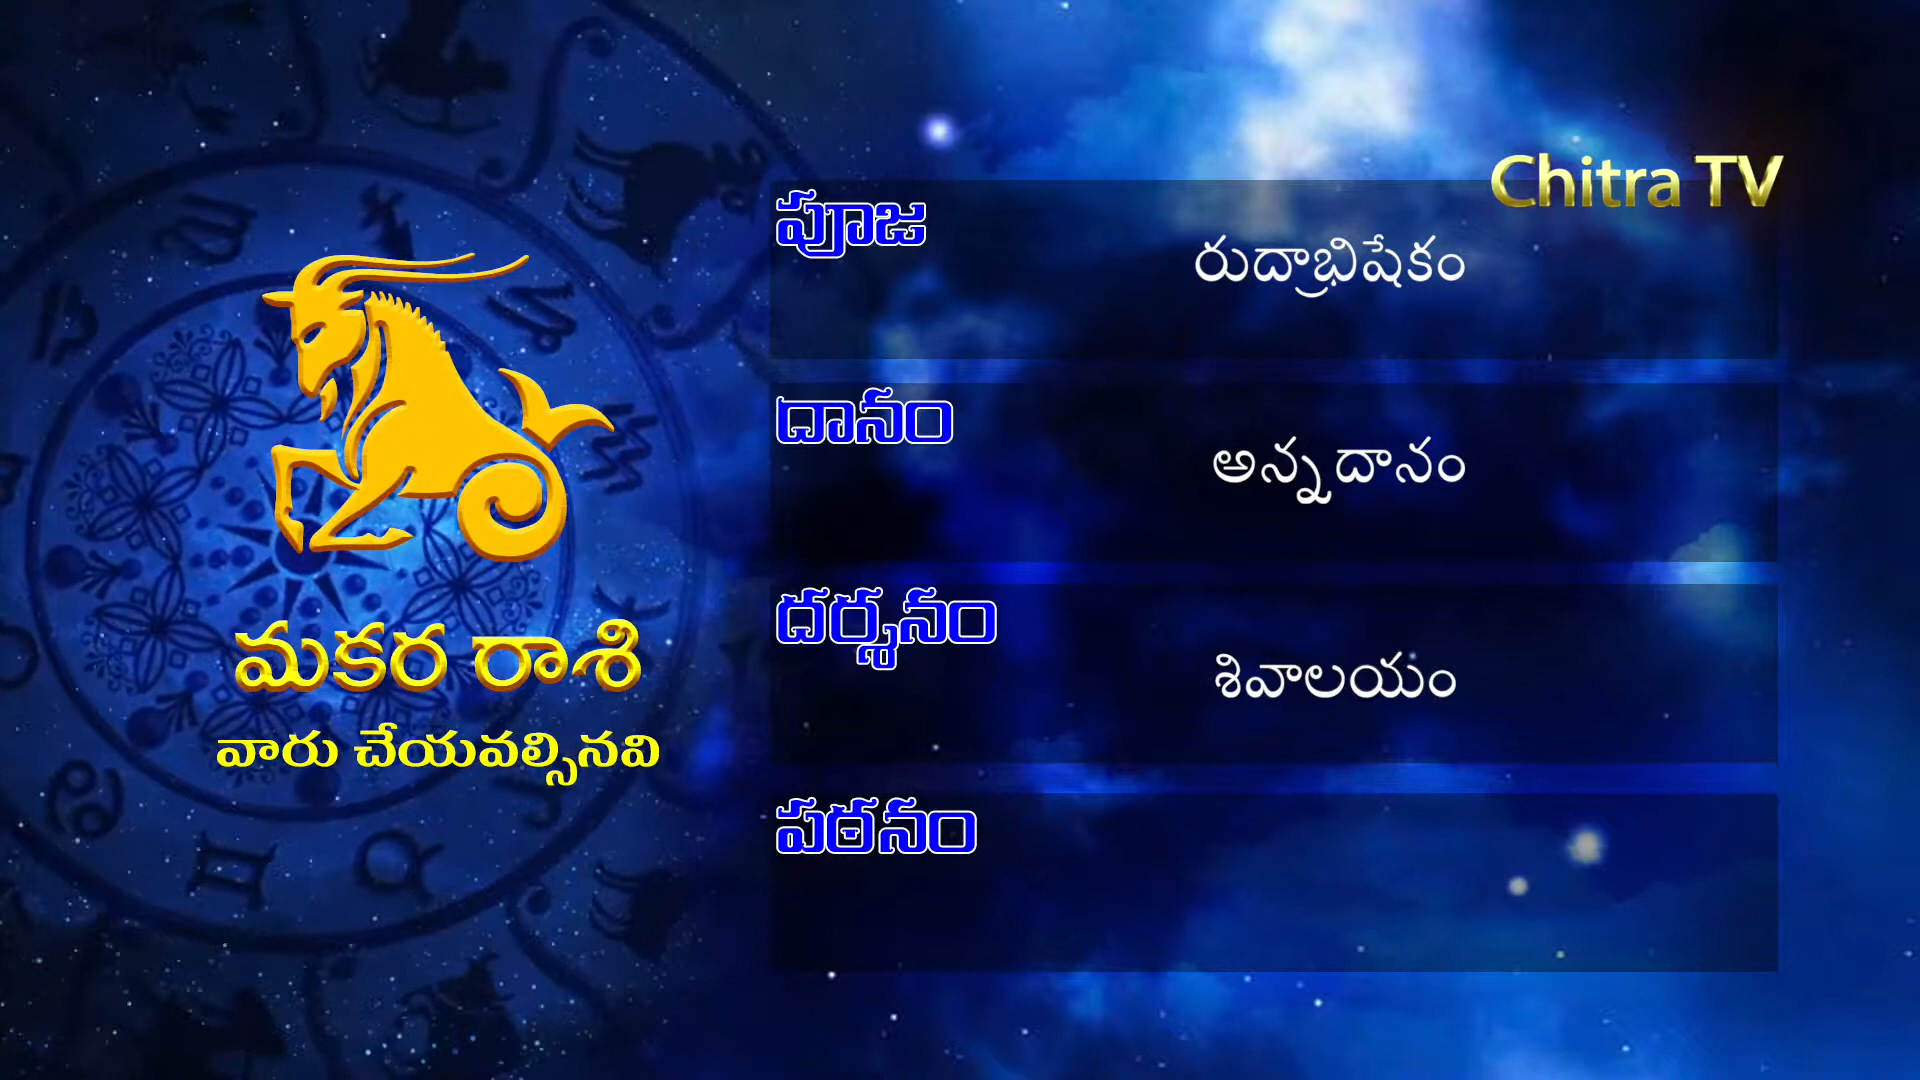 Chitra TV
పూజ
రుద్రాభిషేకం
దానం
అన్నదానం
దర్శనం
శివాలయం
పఠనం
మకర రాశి
వారు చేయవల్సినవి